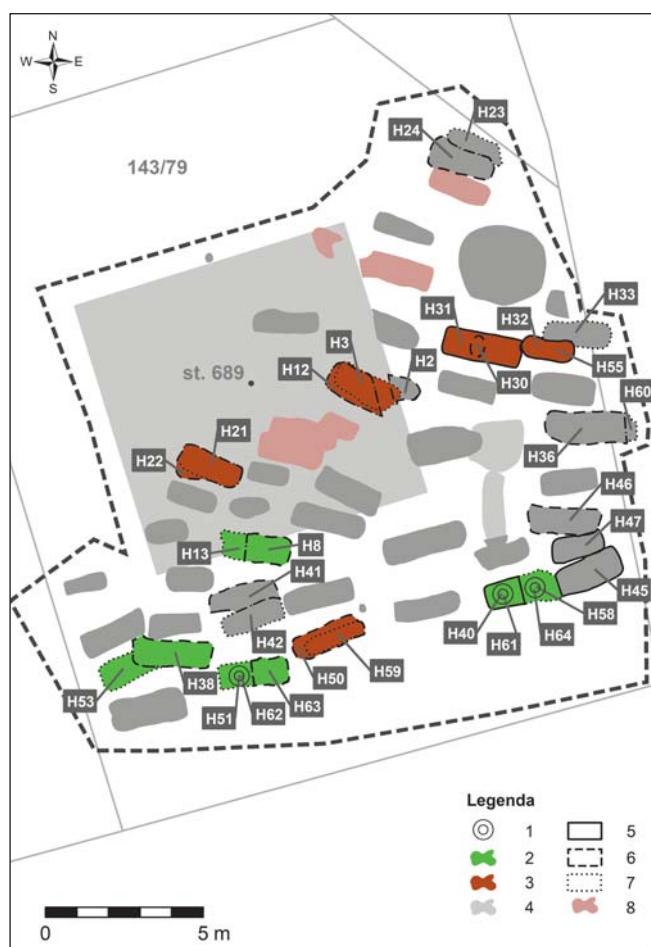 N
W E
S
143/79
H23
H24
H33
H31
H32
H3
H12
H2
H30
H55
st. 689
H60
H21
H36
H22
H46
H47
H13
H8
H41
H45
H42
H40
H58
H61
H64
H50
H59
H53
H38
H63
H51
H62
Legenda
1 5
2 6
3 7
4 8
0 5 m